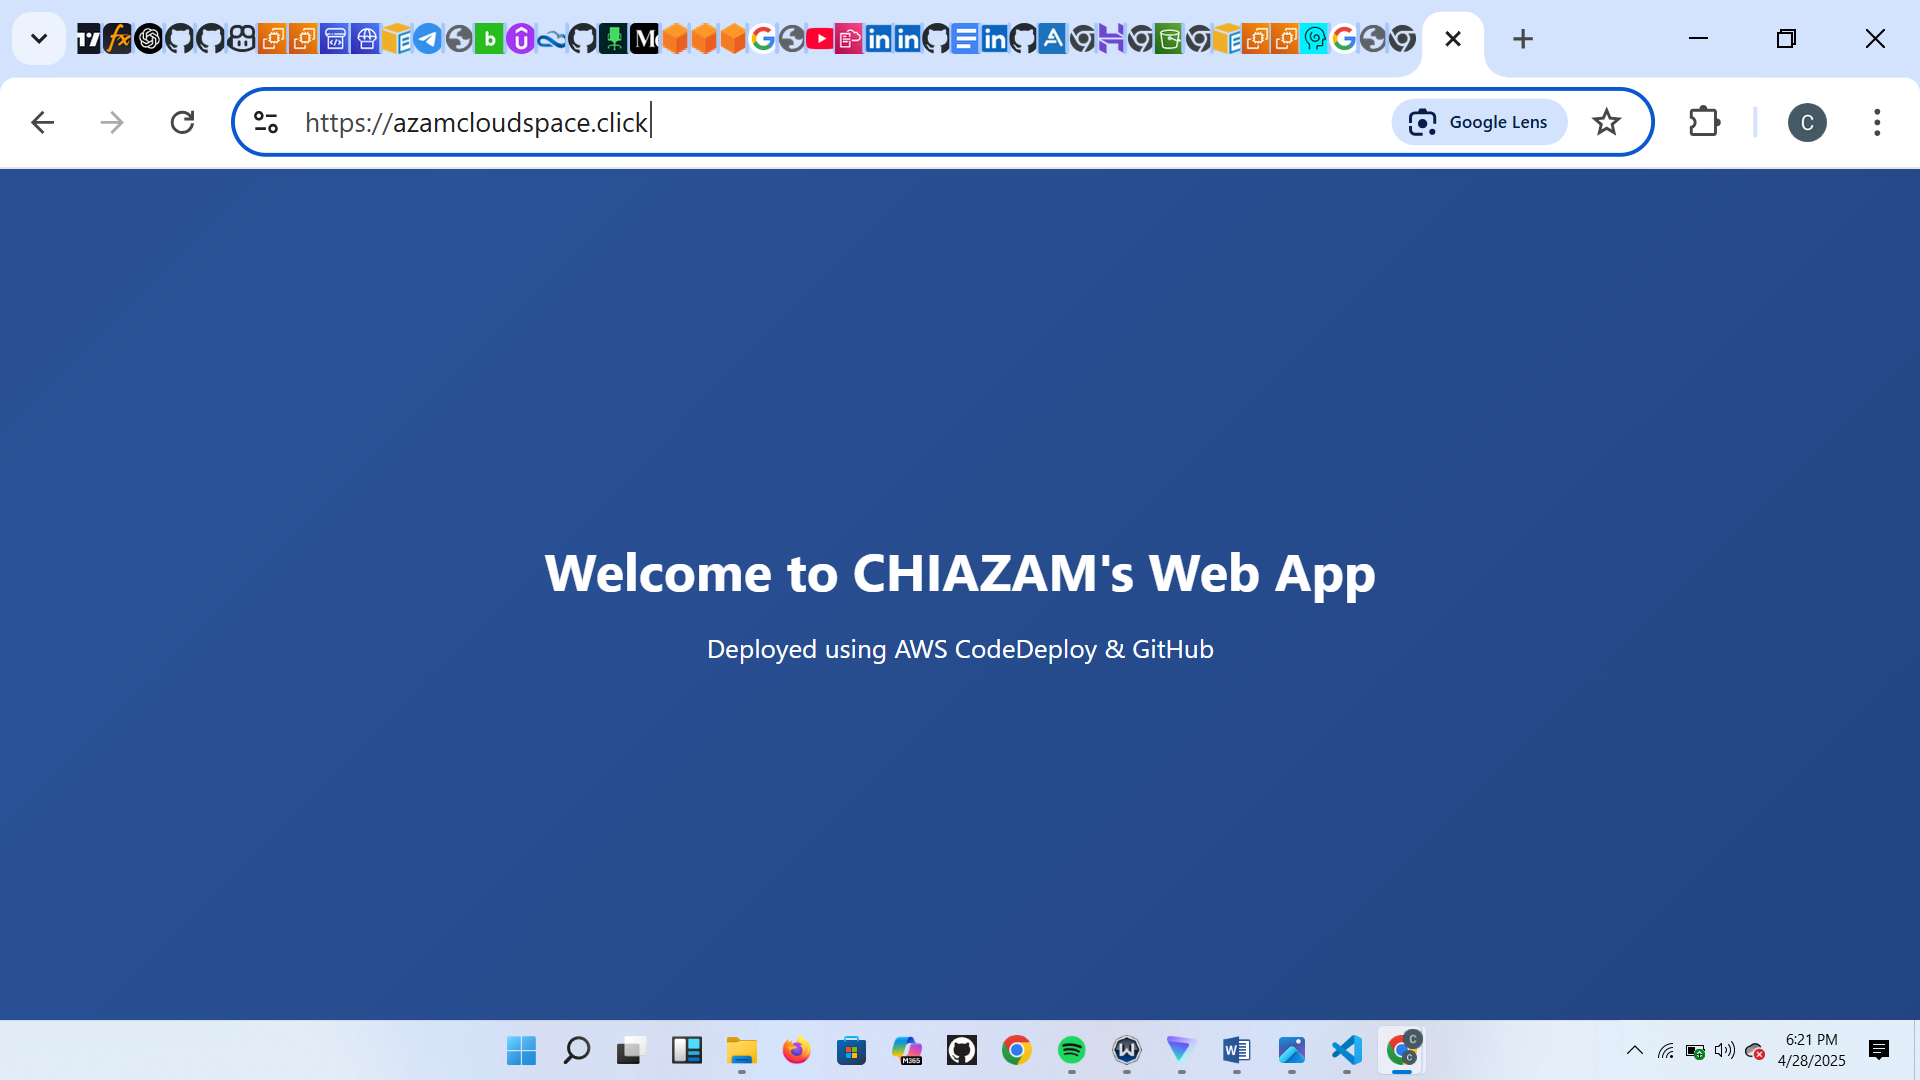 https://azamcloudspace.click
Google Lens
C
Welcome to CHIAZAM's Web App
Deployed using AWS CodeDeploy & GitHub
M365
C
C
6:21 PM
4/28/2025